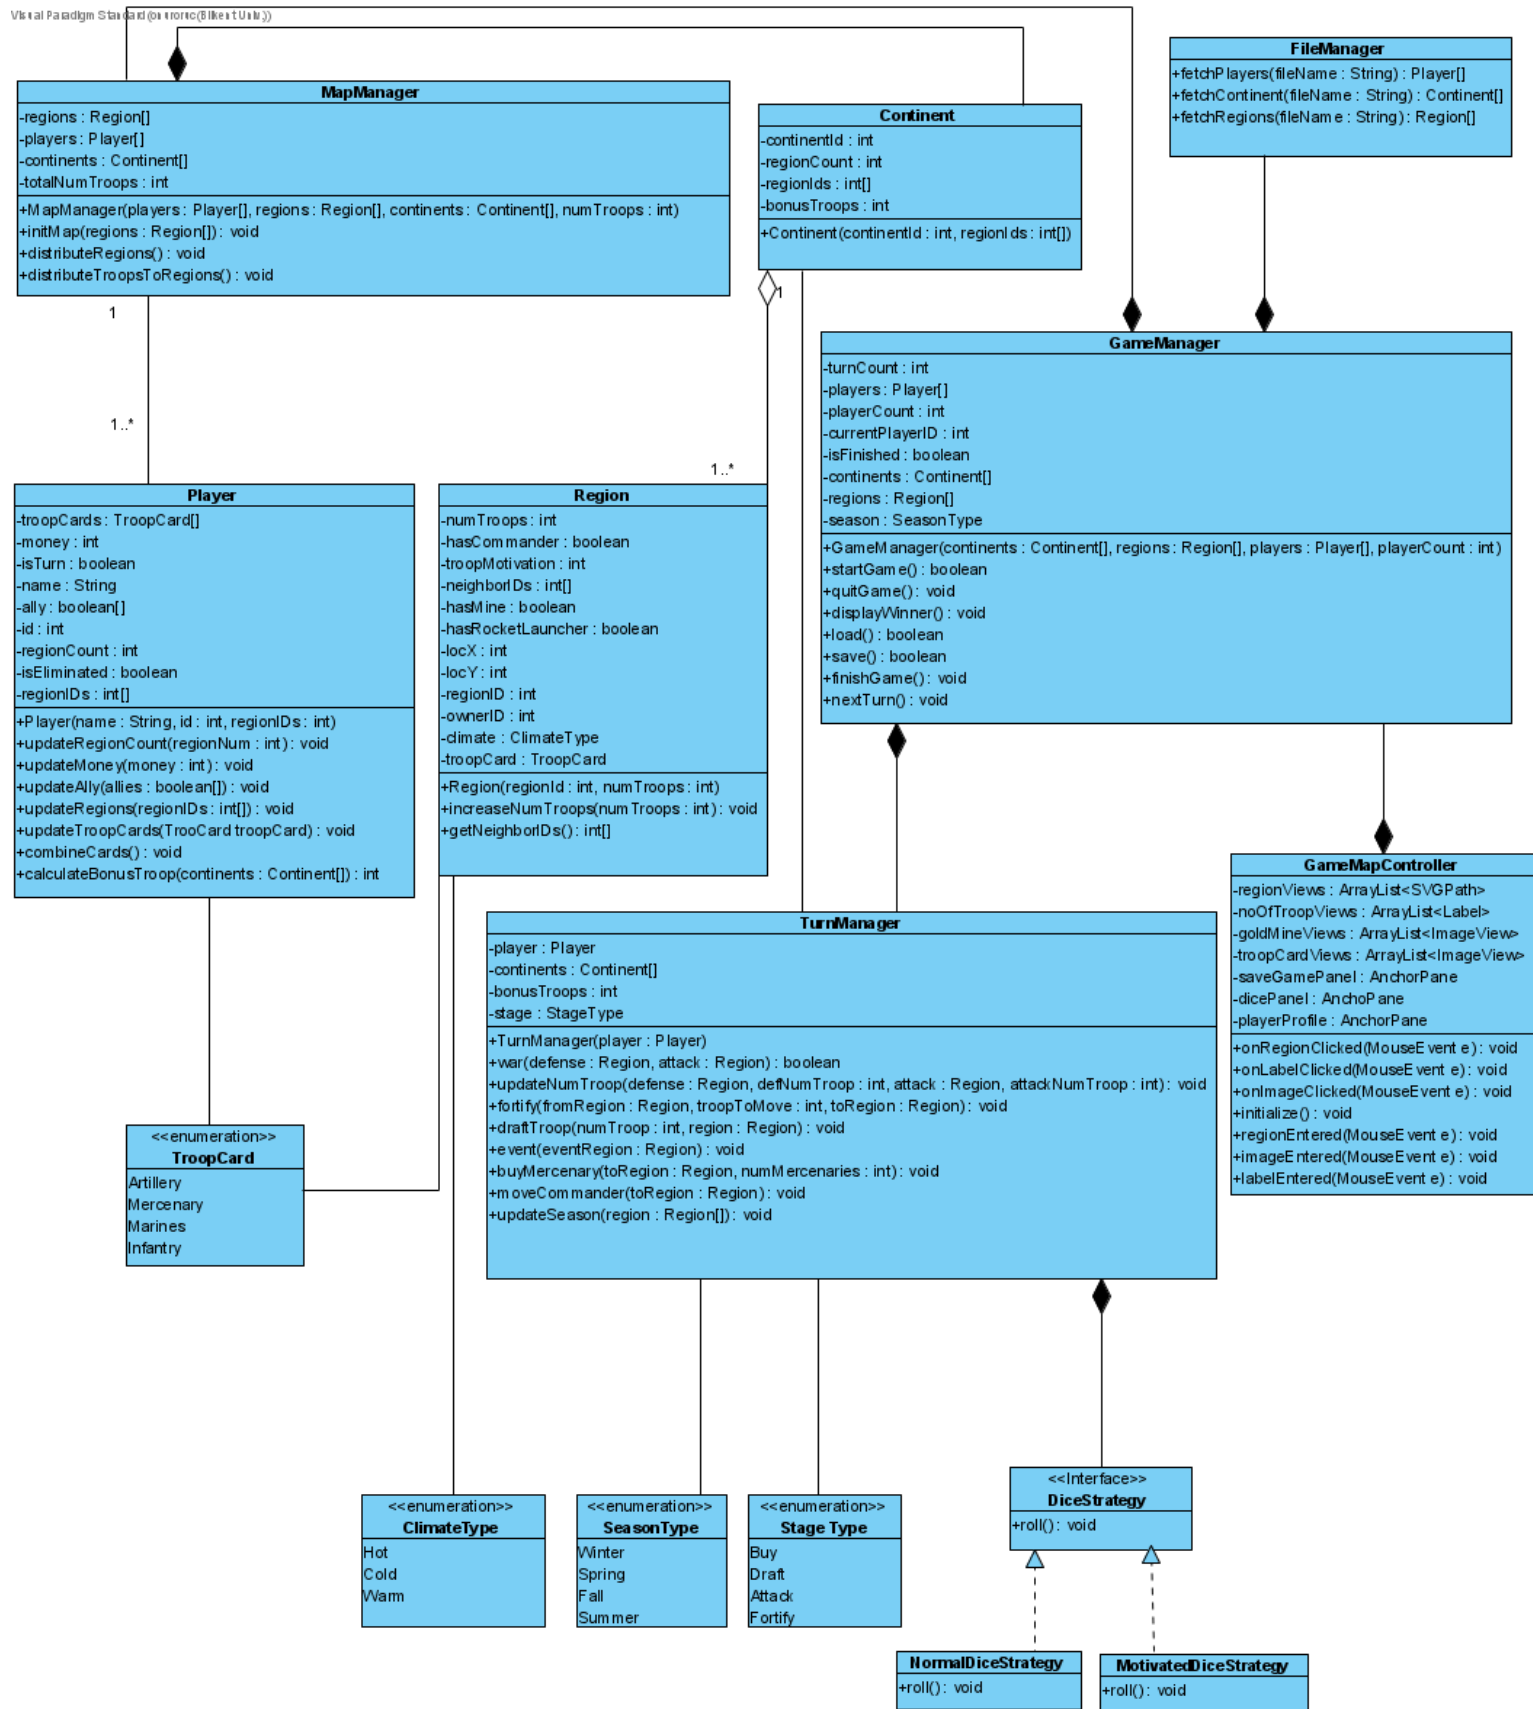 Visual Paradigm Standard (onuroruc(Bilkent Univ.))
MapManager
-regions : Region[]
-players : Player[]
-continents : Continent[]
-totalNumTroops : int
+MapManager(players : Player[], regions : Region[], continents : Continent[], numTroops : int)
+initMap(regions : Region[]) : void
+distributeRegions() : void
+distributeTroopsToRegions() : void
Continent
-continentId : int
-regionCount : int
-regionIds : int[]
-bonusTroops : int
+Continent(continentId : int, regionIds : int[])
FileManager
+fetchPlayers(fileName : String) : Player[]
+fetchContinent(fileName : String) : Continent[]
+fetchRegions(fileName : String) : Region[]
1
1..*
1
1..*
GameManager
-turnCount : int
-players : Player[]
-playerCount : int
-currentPlayerID : int
-isFinished : boolean
-continents : Continent[]
-regions : Region[]
-season : SeasonType
+GameManager(continents : Continent[], regions : Region[], players : Player[], playerCount : int)
+startGame() : boolean
+quitGame() : void
+displayWinner() : void
+load() : boolean
+save() : boolean
+finishGame() : void
+nextTurn() : void
Player
-troopCards : TroopCard[]
-money : int
-isTurn : boolean
-name : String
-ally : boolean[]
-id : int
-regionCount : int
-isEliminated : boolean
-regionIDs : int[]
+Player(name : String, id : int, regionIDs : int)
+updateRegionCount(regionNum : int) : void
+updateMoney(money : int) : void
+updateAlly(allies : boolean[]) : void
+updateRegions(regionIDs : int[]) : void
+updateTroopCards(TrooCard troopCard) : void
+combineCards() : void
+calculateBonusTroop(continents : Continent[]) : int
Region
-numTroops : int
-hasCommander : boolean
-troopMotivation : int
-neighborIDs : int[]
-hasMine : boolean
-hasRocketLauncher : boolean
-locX : int
-locY : int
-regionID : int
-ownerID : int
-climate : ClimateType
-troopCard : TroopCard
+Region(regionId : int, numTroops : int)
+increaseNumTroops(numTroops : int) : void
+getNeighborIDs() : int[]
GameMapController
-regionViews : ArrayList<SVGPath>
-noOfTroopViews : ArrayList<Label>
-goldMineViews : ArrayList<ImageView>
-troopCardViews : ArrayList<ImageView>
-saveGamePanel : AnchorPane
-dicePanel : AnchoPane
-playerProfile : AnchorPane
+onRegionClicked(MouseEvent e) : void
+onLabelClicked(MouseEvent e) : void
+onImageClicked(MouseEvent e) : void
+initialize() : void
+regionEntered(MouseEvent e) : void
+imageEntered(MouseEvent e) : void
+labelEntered(MouseEvent e) : void
TurnManager
-player : Player
-continents : Continent[]
-bonusTroops : int
-stage : StageType
+TurnManager(player : Player)
+war(defense : Region, attack : Region) : boolean
+updateNumTroop(defense : Region, defNumTroop : int, attack : Region, attackNumTroop : int) : void
+fortify(fromRegion : Region, troopToMove : int, toRegion : Region) : void
+draftTroop(numTroop : int, region : Region) : void
+event(eventRegion : Region) : void
+buyMercenary(toRegion : Region, numMercenaries : int) : void
+moveCommander(toRegion : Region) : void
+updateSeason(region : Region[]) : void
<<enumeration>>
TroopCard
Artillery
Mercenary
Marines
Infantry
<<enumeration>>
ClimateType
Hot
Cold
Warm
<<enumeration>>
SeasonType
Winter
Spring
Fall
Summer
<<enumeration>>
Stage Type
Buy
Draft
Attack
Fortify
<<Interface>>
DiceStrategy
+roll() : void
NormalDiceStrategy
+roll() : void
MotivatedDiceStrategy
+roll() : void